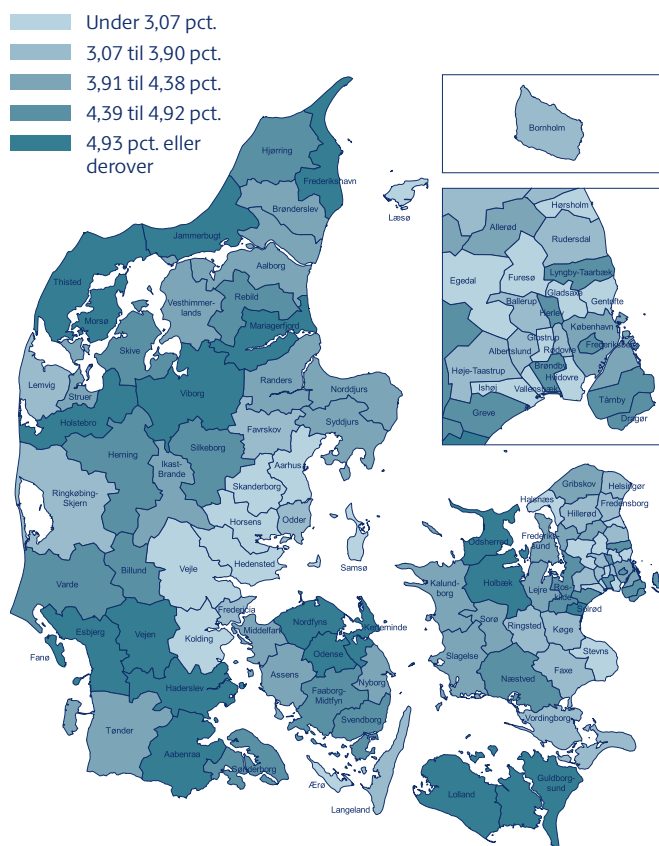 Under 3,07 pct.
3,07 til 3,90 pct.
3,91 til 4,38 pct.
4,39 til 4,92 pct.
4,93 pct. eller
derover
Bornholm
Hjørring
Frederikshavn
Læsø
Brønderslev
Jammerbugt
Aalborg
Thisted
Vesthimmer-
lands
Rebild
Morsø
Mariagerfjord
Skive
Lemvig
Struer
Viborg
Randers
Norddjurs
Holstebro
Favrskov
Syddjurs
Herning
Silkeborg
Ikast-
Brande
Aarhus
Skanderborg
Ringkøbing-
Skjern
Horsens
Odder
Samsø
Hedensted
Vejle
Billund
Varde
Fredericia
Kolding
Vejen
Esbjerg
Fanø
Middelfart
Nordfyns
Kerteminde
Odense
Assens
Nyborg
Faaborg-
Midtfyn
Svendborg
Haderslev
Tønder
Aabenraa
Sønderborg
Ærø
Langeland
Hørsholm
Allerød
Rudersdal
Egedal
Furesø
Lyngby-Taarbæk
Gladsaxe
Gentofte
Ballerup
Herlev
København
Glostrup
Frederiksberg
Albertslund
Rødovre
Høje-Taastrup
Brøndby
Hvidovre
Ishøj
Vallensbæk
Greve
Tårnby
Dragør
Gribskov
Helsingør
Halsnæs
Fredensborg
Hillerød
Odsherred
Frederiks-
sund
Holbæk
Kalund-
borg
Lejre
Ros-
kilde
Solrød
Sorø
Ringsted
Køge
Slagelse
Stevns
Næstved
Faxe
Vordingborg
Guldborg-
sund
Lolland